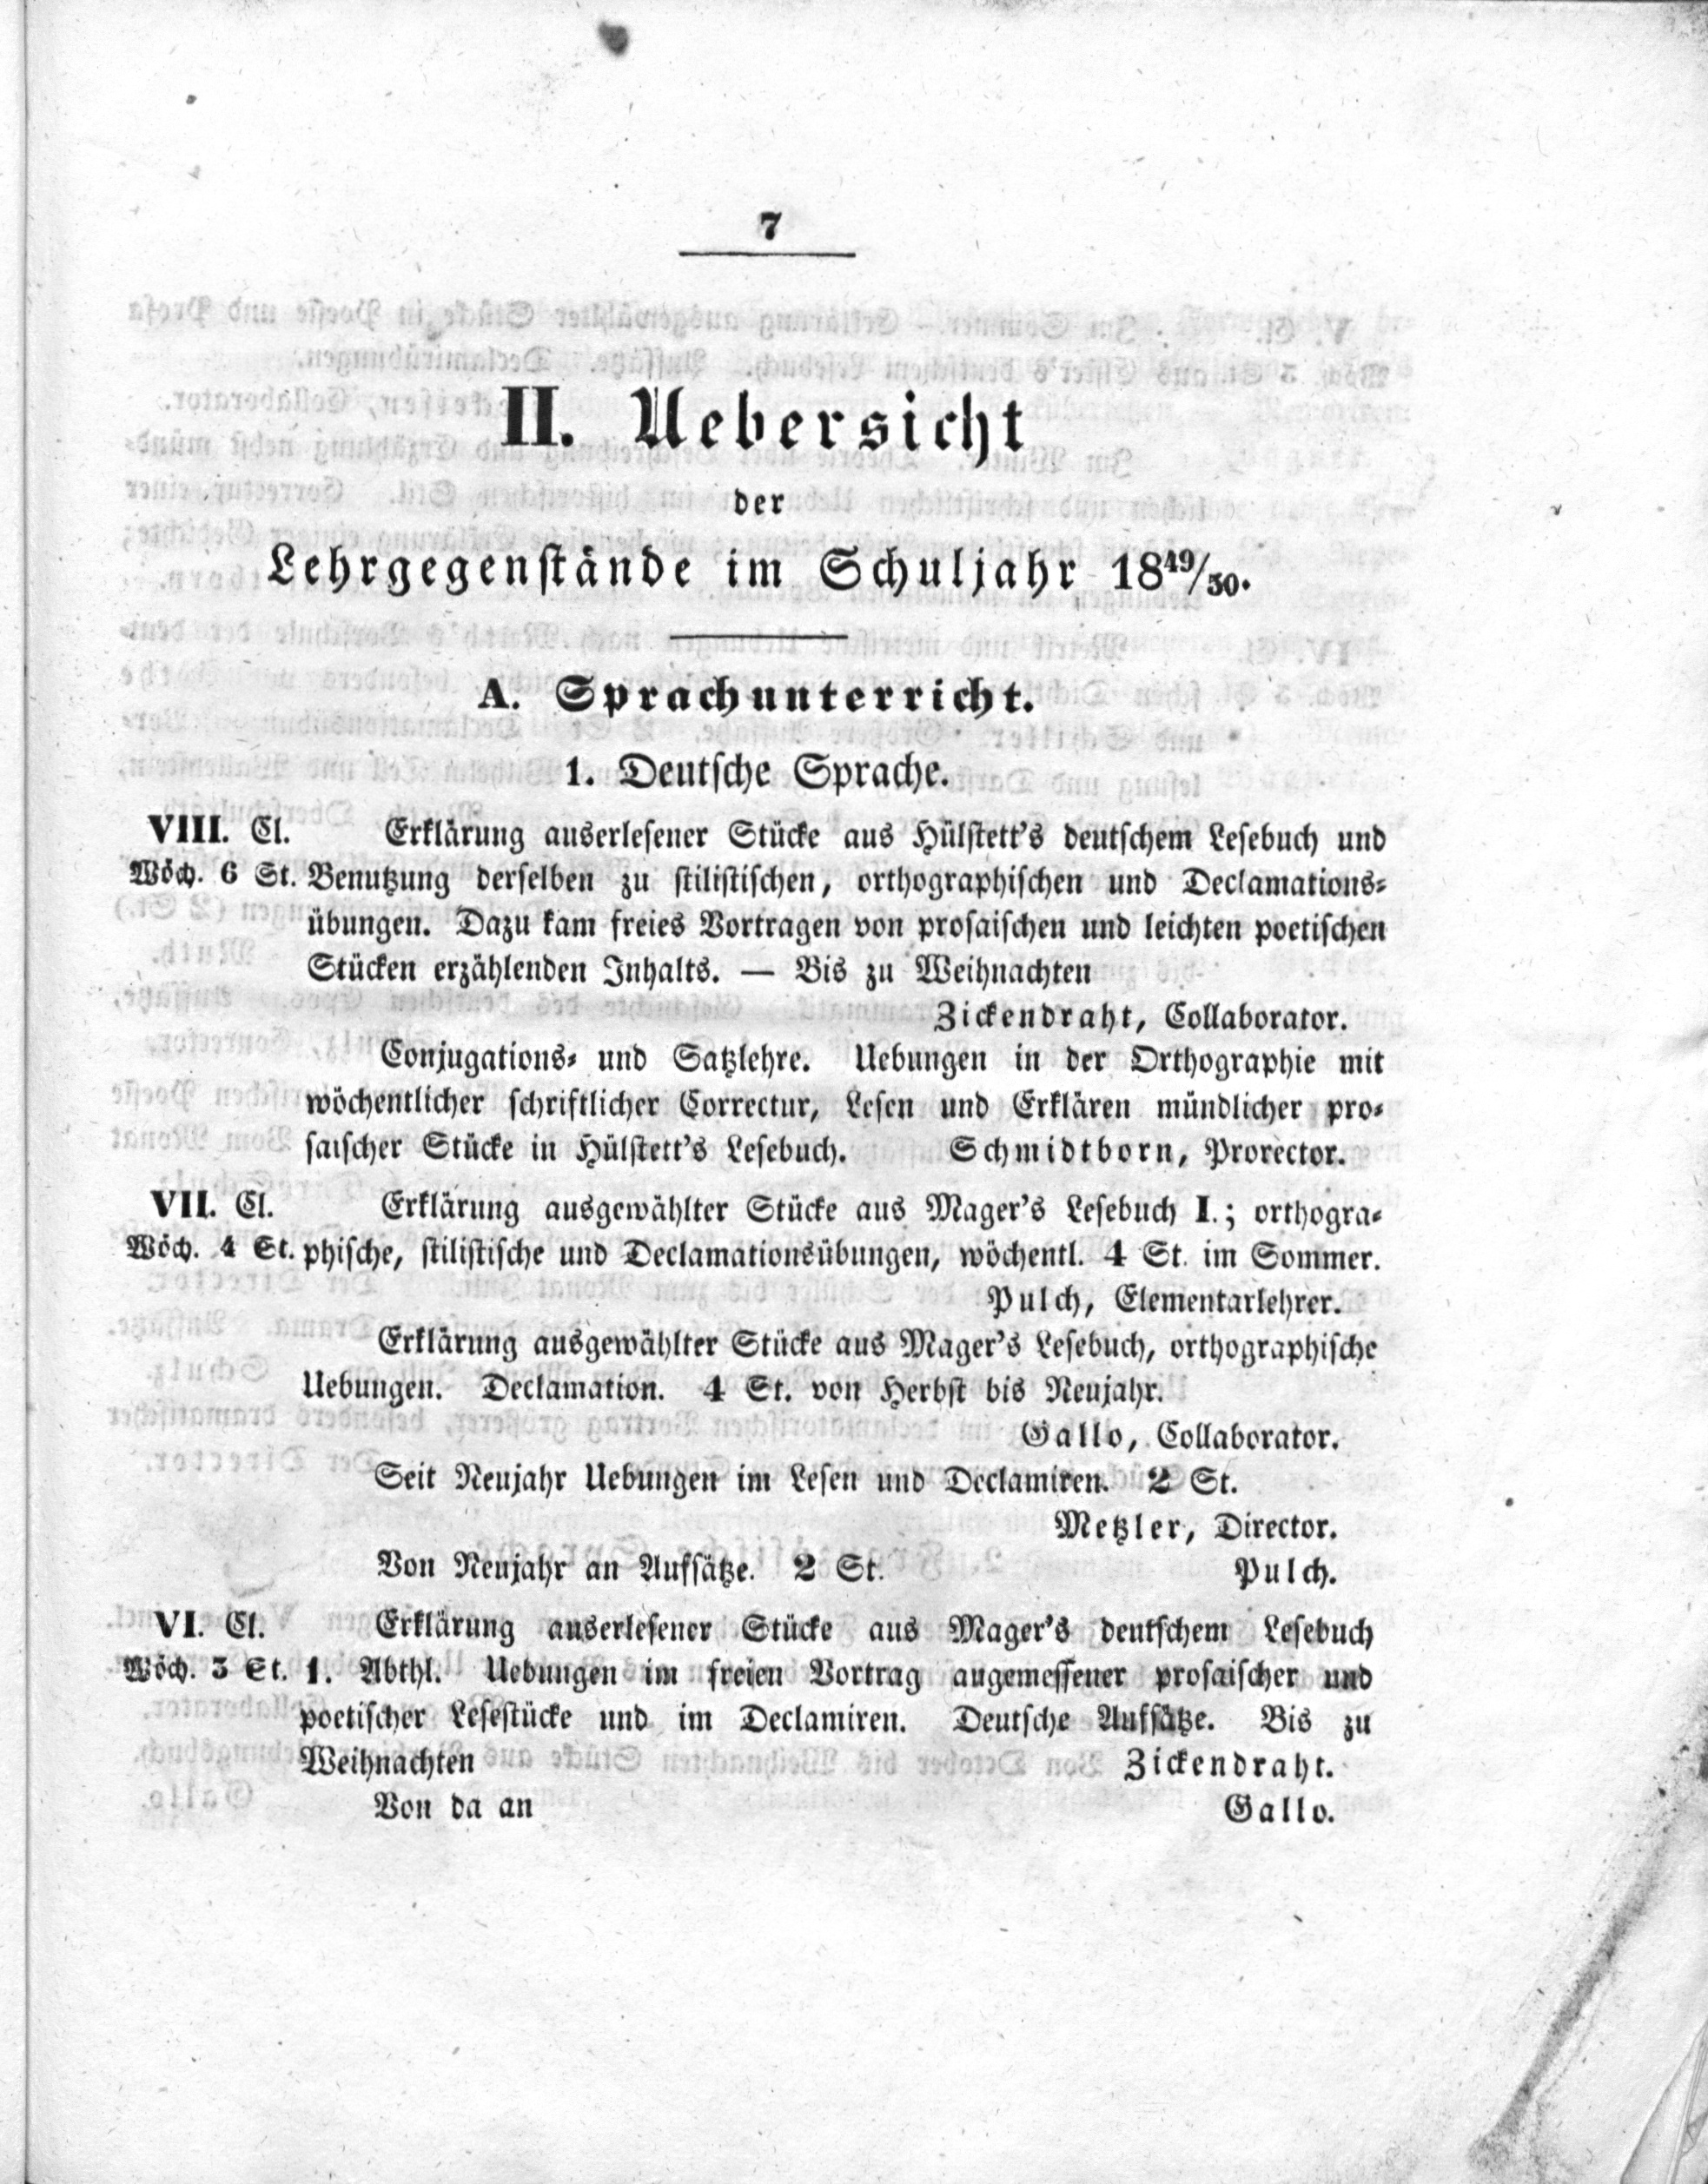 7
II. Uebersicht
der
Lehrgegenstände im Schuljahr 18⁴⁹/₅₀.
A. Sprachunterricht.
1. Deutsche Sprache.
VIII. Cl. Erklärung auserlesener Stücke aus Hülstett's deutschem Lesebuch und
Wöch. 6 St. Benutzung derselben zu stilistischen, orthographischen und Declamations-
übungen. Dazu kam freies Vortragen von prosaischen und leichten poetischen
Stücken erzählenden Inhalts. — Bis zu Weihnachten
Zickendraht, Collaborator.
Conjugations- und Satzlehre. Uebungen in der Orthographie mit
wöchentlicher schriftlicher Correctur, Lesen und Erklären mündlicher pro-
saischer Stücke in Hülstett's Lesebuch. Schmidtborn, Prorector.
VII. Cl. Erklärung ausgewählter Stücke aus Mager's Lesebuch I.; orthogra-
Wöch. 4 St. phische, stilistische und Declamationsübungen, wöchentl. 4 St. im Sommer.
Pulch, Elementarlehrer.
Erklärung ausgewählter Stücke aus Mager's Lesebuch, orthographische
Uebungen. Declamation. 4 St. von Herbst bis Neujahr.
Gallo, Collaborator.
Seit Neujahr Uebungen im Lesen und Declamiren. 2 St.
Metzler, Director.
Von Neujahr an Aufsätze. 2 St. Pulch.
VI. Cl. Erklärung auserlesener Stücke aus Mager's deutschem Lesebuch
Wöch. 3 St. 1. Abthl. Uebungen im freien Vortrag angemessener prosaischer und
poetischer Lesestücke und im Declamiren. Deutsche Aufsätze. Bis zu
Weihnachten Zickendraht.
Von da an Gallo.